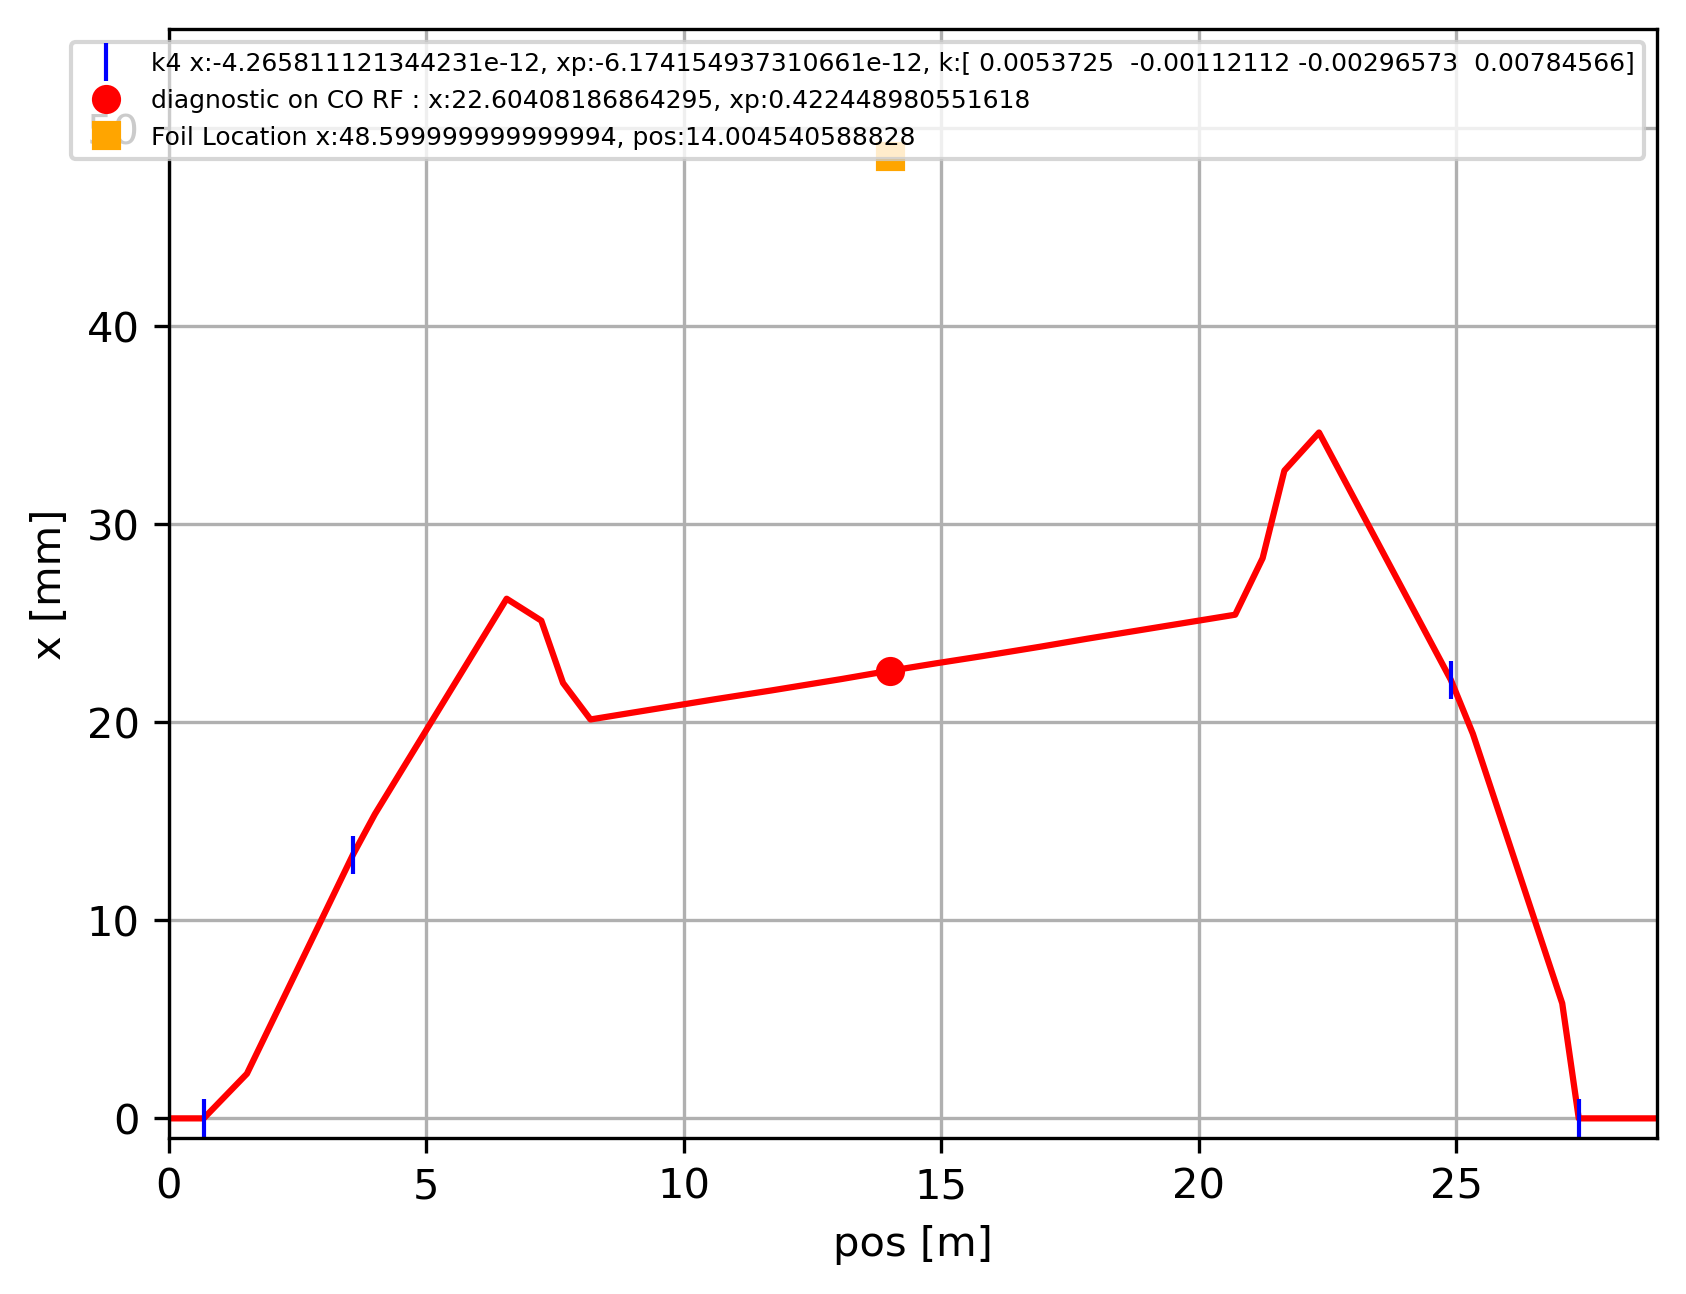 k4 x:-4.265811121344231e-12, xp:-6.174154937310661e-12, k:[ 0.0053725 -0.00112112 -0.00296573 0.00784566]
diagnostic on CO RF : x:22.60408186864295, xp:0.422448980551618
Foil Location x:48.599999999999994, pos:14.004540588828
50
40
30
20
10
0
x [mm]
0 5 10 15 20 25
pos [m]